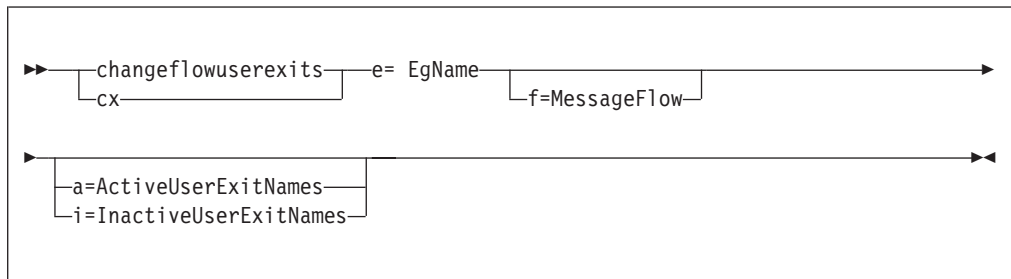 changeflowuserexits e= EgName
cx f=MessageFlow
a=ActiveUserExitNames
i=InactiveUserExitNames